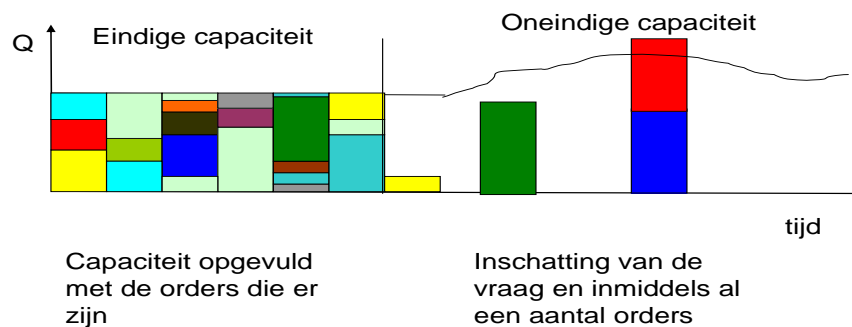 Q
Eindige capaciteit
Oneindige capaciteit
tijd
Capaciteit opgevuld
met de orders die er
zijn
Inschatting van de
vraag en inmiddels al
een aantal orders